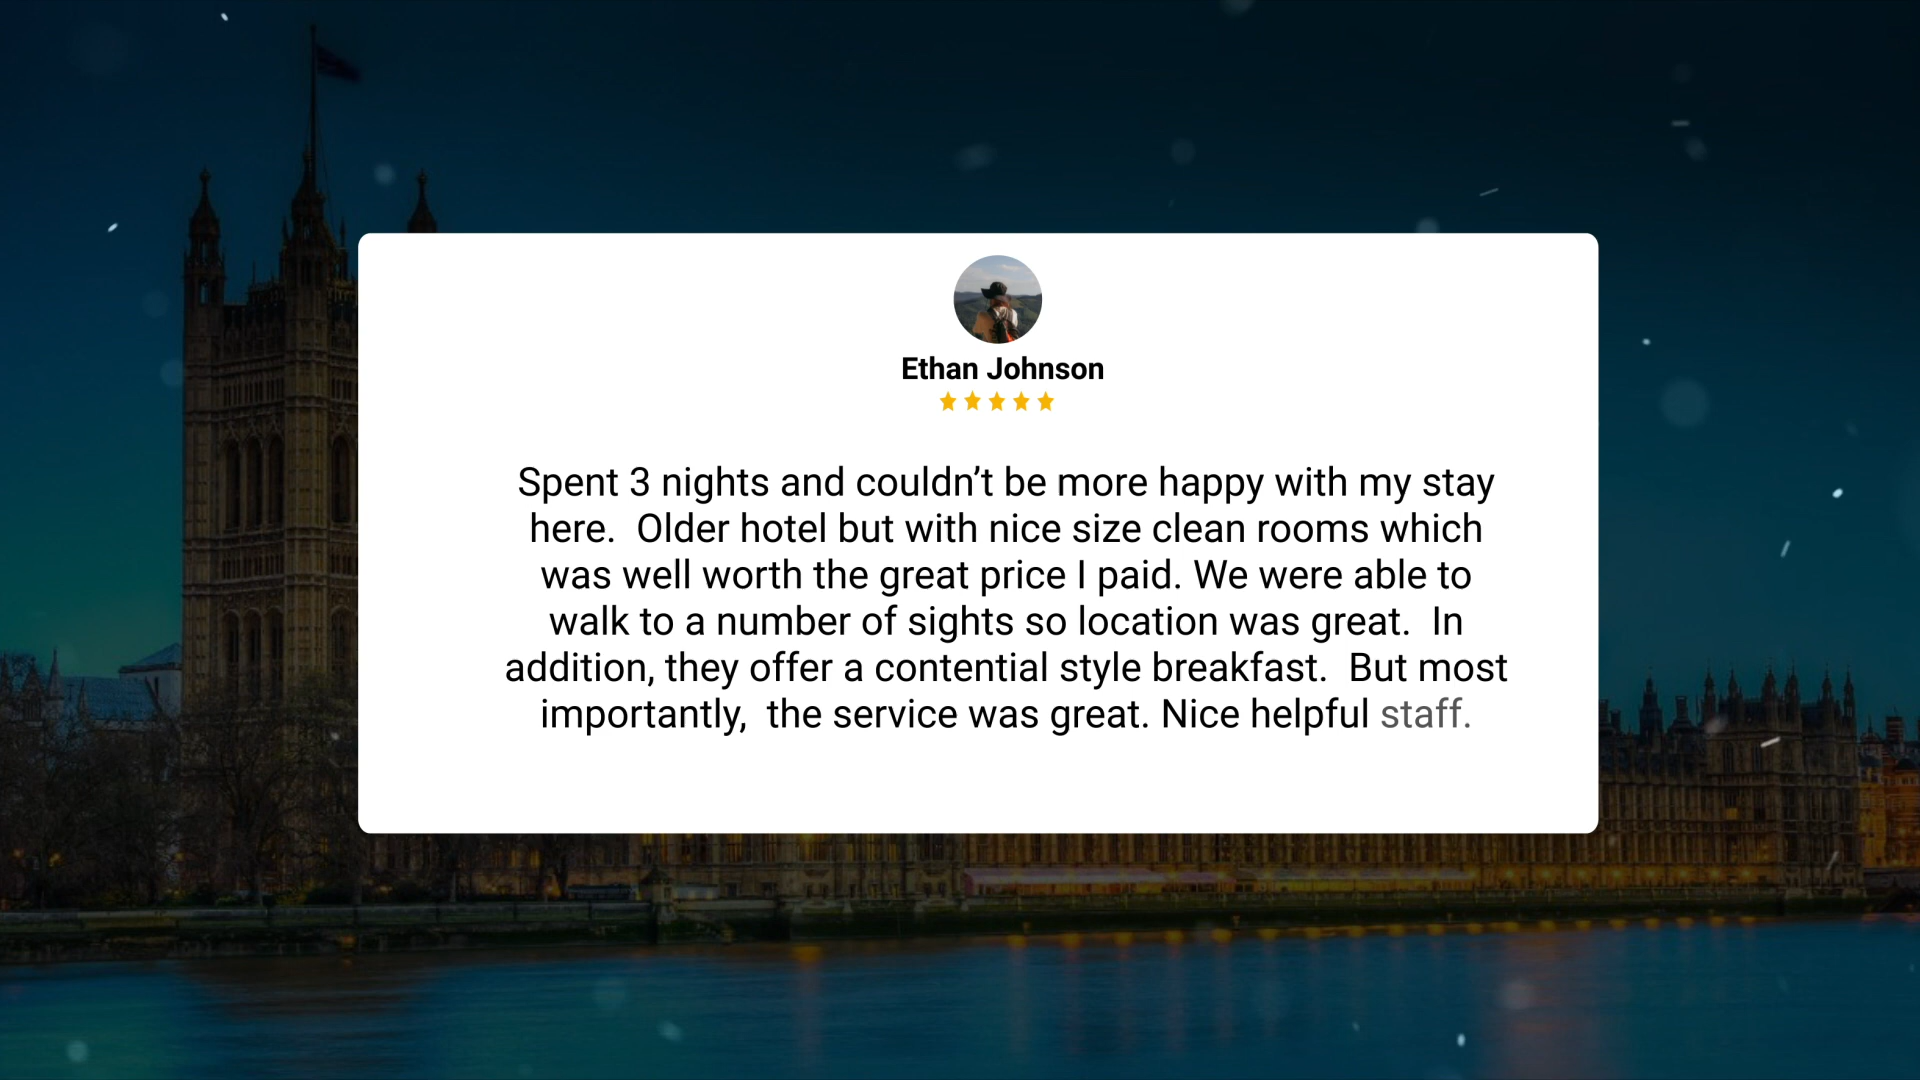 Ethan Johnson
Spent 3 nights and couldn’t be more happy with my stay
here.  Older hotel but with nice size clean rooms which
was well worth the great price I paid. We were able to
walk to a number of sights so location was great.  In
addition, they offer a contential style breakfast.  But most
importantly,  the service was great. Nice helpful staff.